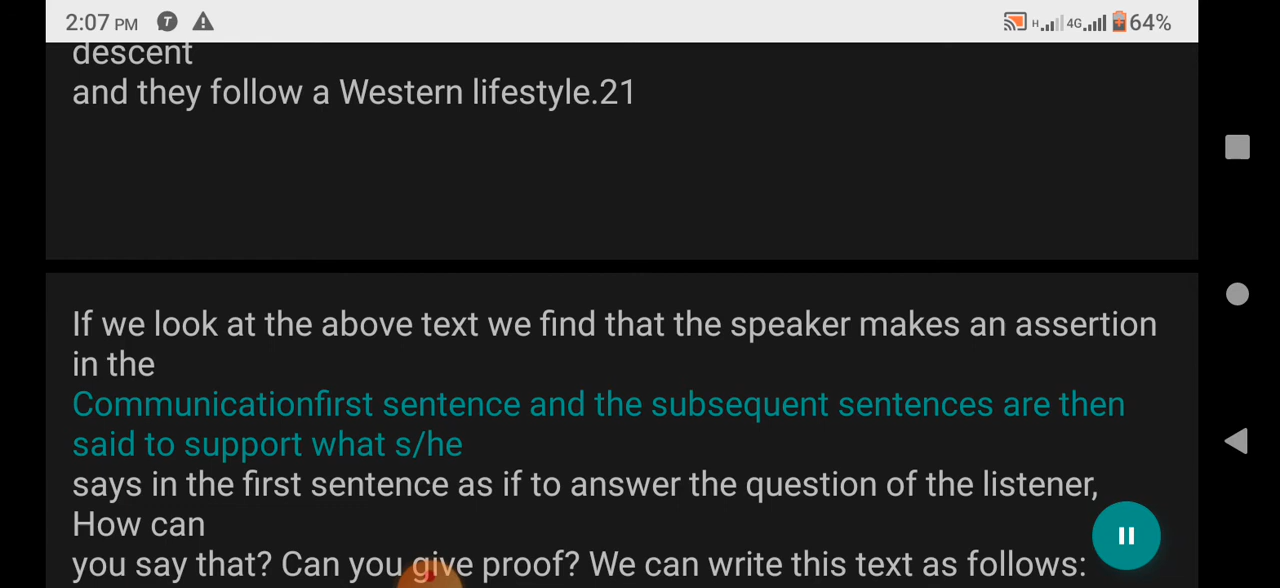 2:07 PM
H 4G 64%
descent
and they follow a Western lifestyle.21
If we look at the above text we find that the speaker makes an assertion
in the
Communicationfirst sentence and the subsequent sentences are then
said to support what s/he
says in the first sentence as if to answer the question of the listener,
How can
you say that? Can you give proof? We can write this text as follows: